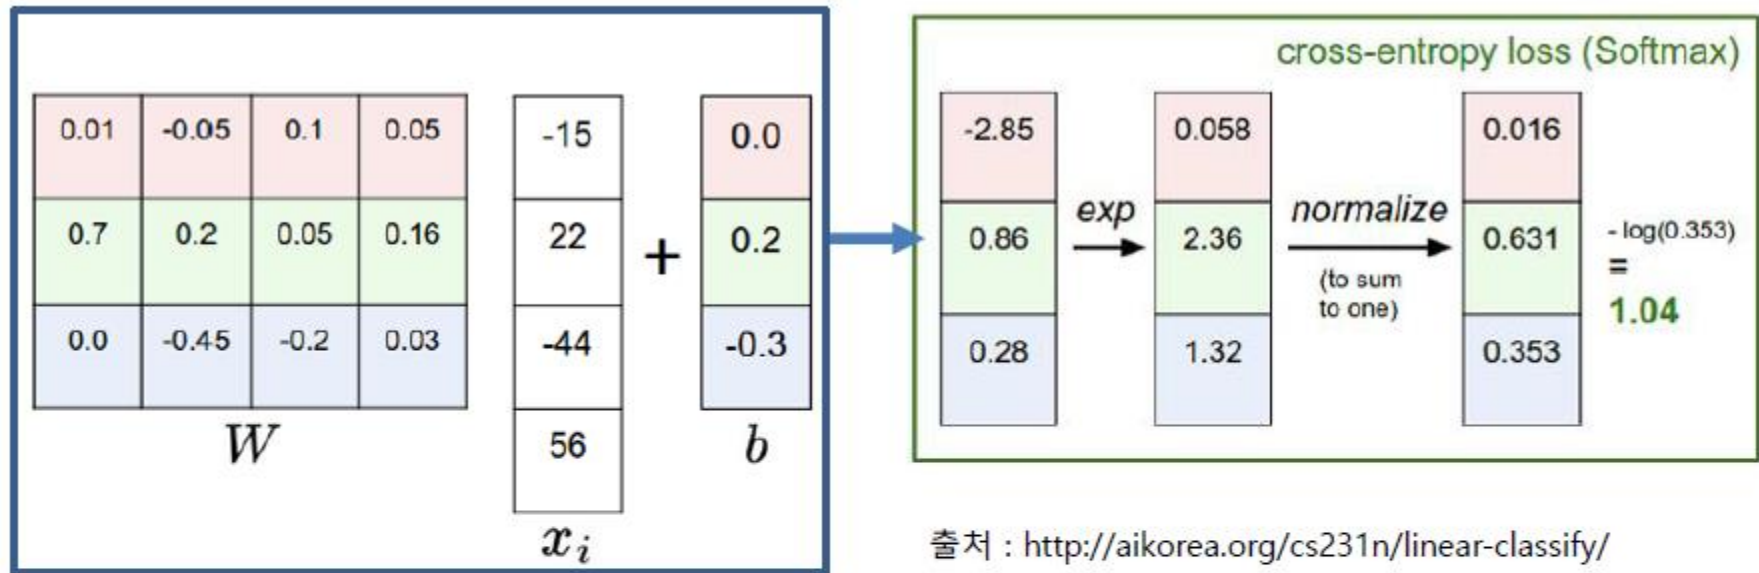 0.01 -0.05 0.1 0.05
0.7 0.2 0.05 0.16
0.0 -0.45 -0.2 0.03
W
-15
22
-44
56
x_i
+
0.0
0.2
-0.3
b
cross-entropy loss (Softmax)
-2.85
0.86
0.28
exp
0.058
2.36
1.32
normalize
(to sum
to one)
0.016
0.631
0.353
- log(0.353)
=
1.04
출처 : http://aikorea.org/cs231n/linear-classify/